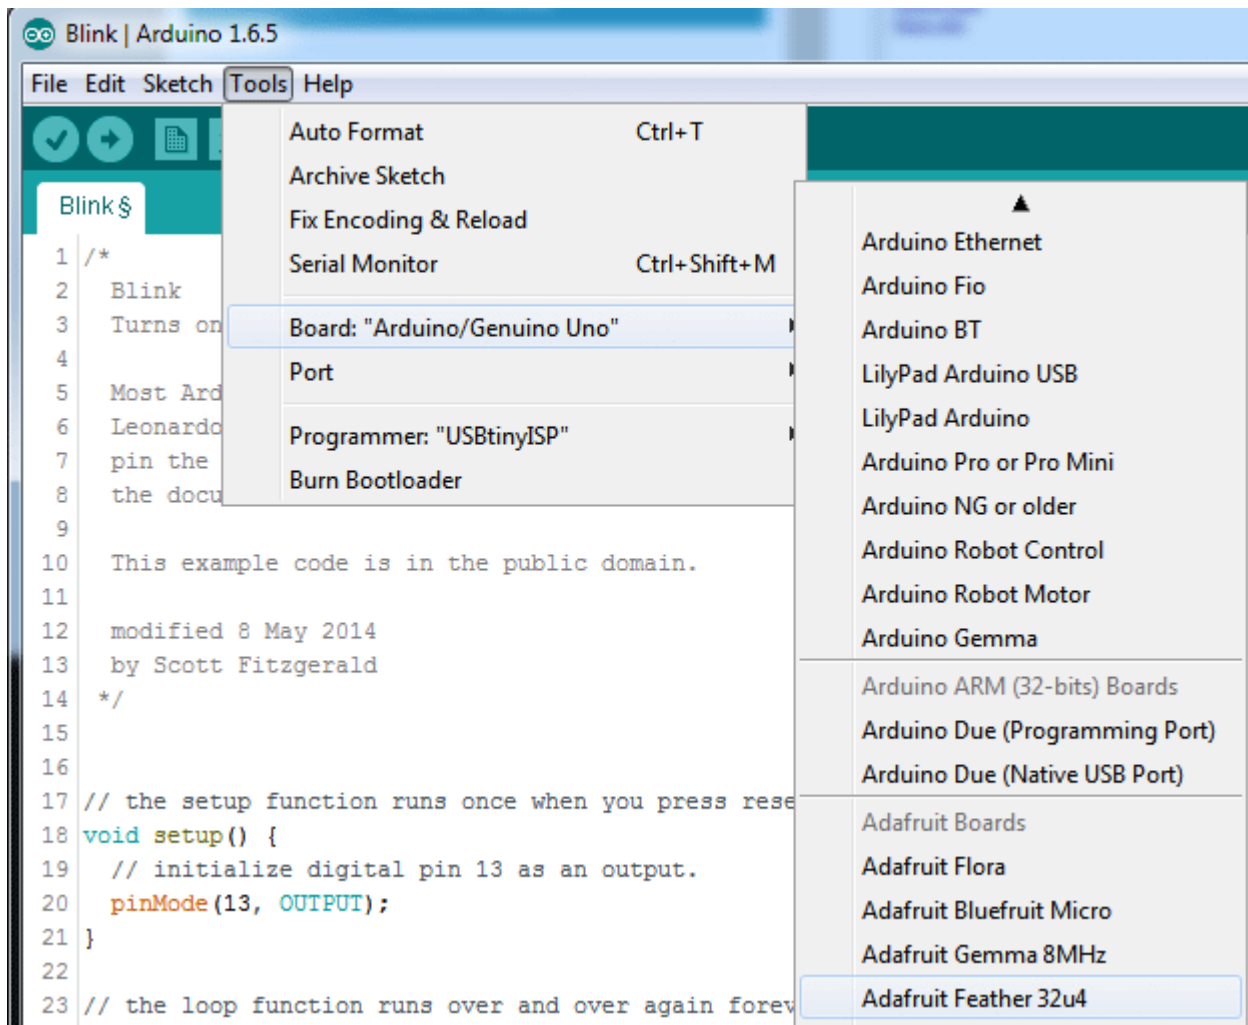 Blink | Arduino 1.6.5
File Edit Sketch Tools Help
Auto Format Ctrl+T
Archive Sketch
Fix Encoding & Reload
Serial Monitor Ctrl+Shift+M
Board: "Arduino/Genuino Uno"
Port
Programmer: "USBtinyISP"
Burn Bootloader
Arduino Ethernet
Arduino Fio
Arduino BT
LilyPad Arduino USB
LilyPad Arduino
Arduino Pro or Pro Mini
Arduino NG or older
Arduino Robot Control
Arduino Robot Motor
Arduino Gemma
Arduino ARM (32-bits) Boards
Arduino Due (Programming Port)
Arduino Due (Native USB Port)
Adafruit Boards
Adafruit Flora
Adafruit Bluefruit Micro
Adafruit Gemma 8MHz
Adafruit Feather 32u4
Blink §
1 /*
2 Blink
3 Turns on
4
5 Most Ard
6 Leonardo
7 pin the
8 the docu
9
10 This example code is in the public domain.
11
12 modified 8 May 2014
13 by Scott Fitzgerald
14 */
15
16
17 // the setup function runs once when you press rese
18 void setup() {
19 // initialize digital pin 13 as an output.
20 pinMode(13, OUTPUT);
21 }
22
23 // the loop function runs over and over again forev